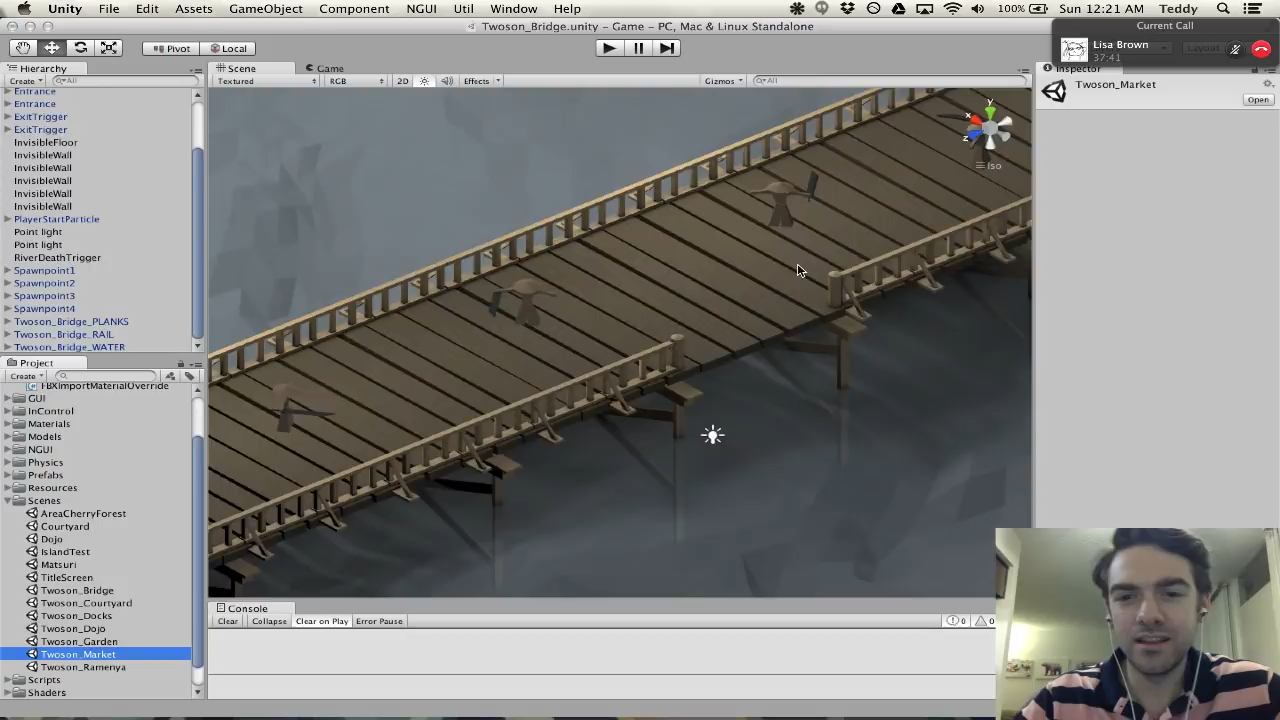 Unity File Edit Assets GameObject Component NGUI Util Window Help 100% Sun 12:21 AM Teddy
Twoson_Bridge.unity - Game - PC, Mac & Linux Standalone
Current Call
Lisa Brown
37:41
Layout
Pivot Local
Hierarchy
Create All
Entrance
Entrance
ExitTrigger
ExitTrigger
InvisibleFloor
InvisibleWall
InvisibleWall
InvisibleWall
InvisibleWall
InvisibleWall
PlayerStartParticle
Point light
Point light
RiverDeathTrigger
Spawnpoint1
Spawnpoint2
Spawnpoint3
Spawnpoint4
Twoson_Bridge_PLANKS
Twoson_Bridge_RAIL
Twoson_Bridge_WATER
Project
Create
FBXImportMaterialOverride
GUI
InControl
Materials
Models
NGUI
Physics
Prefabs
Resources
Scenes
AreaCherryForest
Courtyard
Dojo
IslandTest
Matsuri
TitleScreen
Twoson_Bridge
Twoson_Courtyard
Twoson_Docks
Twoson_Dojo
Twoson_Garden
Twoson_Market
Twoson_Ramenya
Scripts
Shaders
Scene Game
Textured RGB 2D Effects Gizmos All
y
x
z
Iso
Console
Clear Collapse Clear on Play Error Pause 0 0
Inspector
Twoson_Market
Open